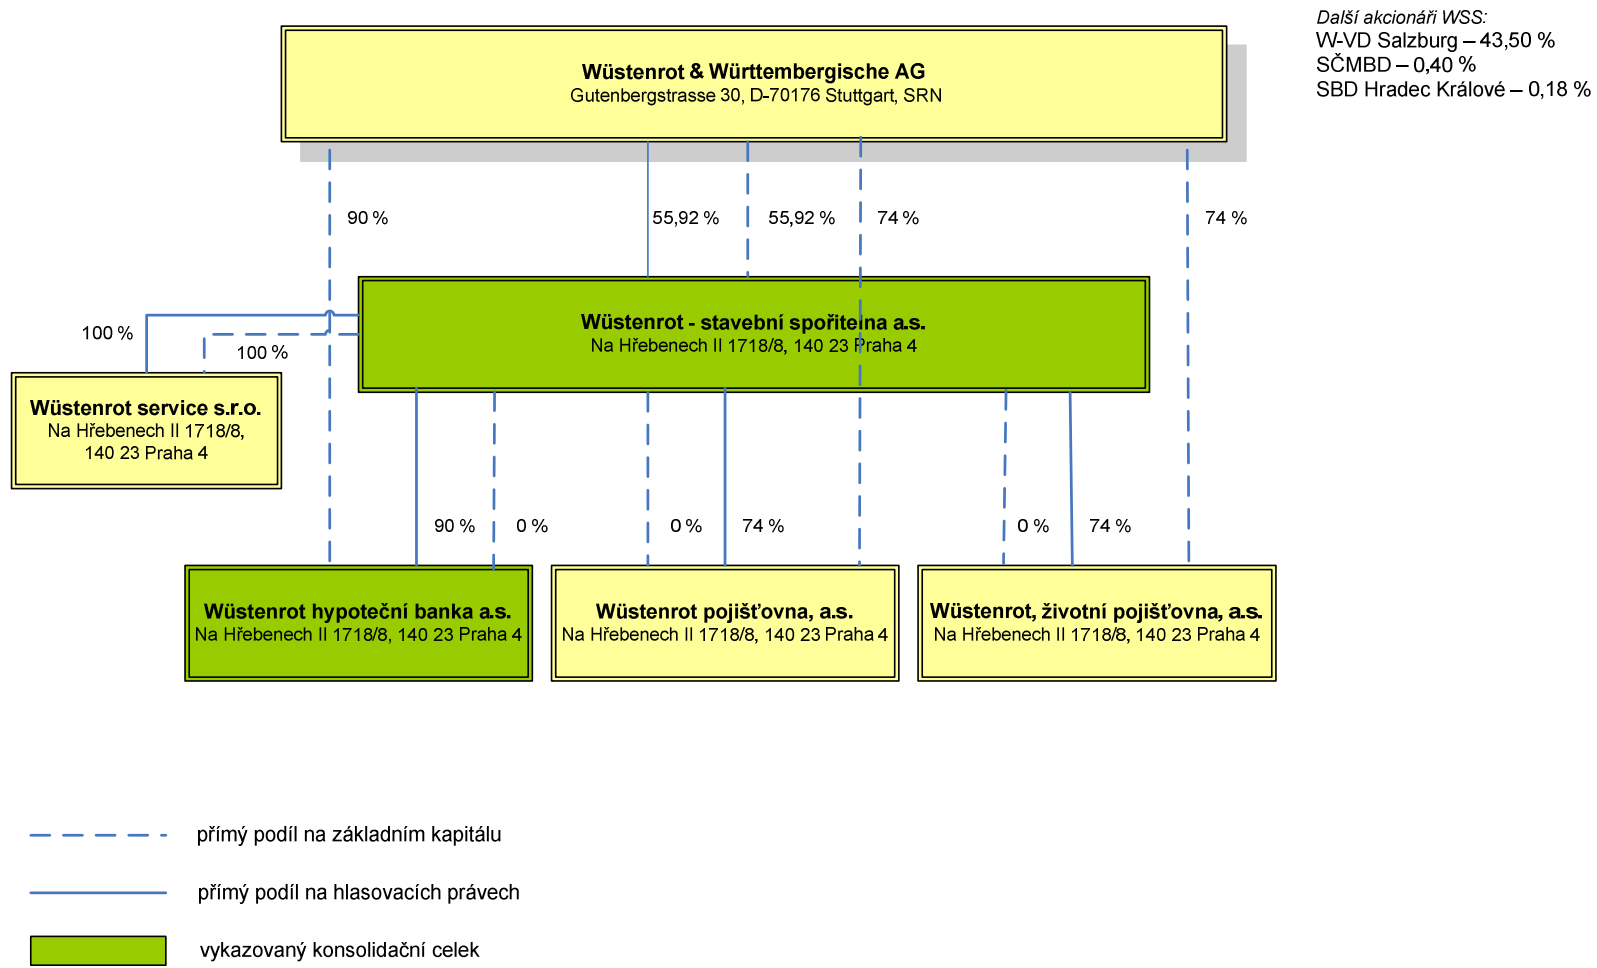 Další akcionáři WSS:
W-VD Salzburg – 43,50 %
SČMBD – 0,40 %
SBD Hradec Králové – 0,18 %
Wüstenrot & Württembergische AG
Gutenbergstrasse 30, D-70176 Stuttgart, SRN
90 %
55,92 %
55,92 %
74 %
74 %
Wüstenrot - stavební spořitelna a.s.
Na Hřebenech II 1718/8, 140 23 Praha 4
100 %
100 %
Wüstenrot service s.r.o.
Na Hřebenech II 1718/8,
140 23 Praha 4
90 %
0 %
0 %
74 %
0 %
74 %
Wüstenrot hypoteční banka a.s.
Na Hřebenech II 1718/8, 140 23 Praha 4
Wüstenrot pojišťovna, a.s.
Na Hřebenech II 1718/8, 140 23 Praha 4
Wüstenrot, životní pojišťovna, a.s.
Na Hřebenech II 1718/8, 140 23 Praha 4
přímý podíl na základním kapitálu
přímý podíl na hlasovacích právech
vykazovaný konsolidační celek